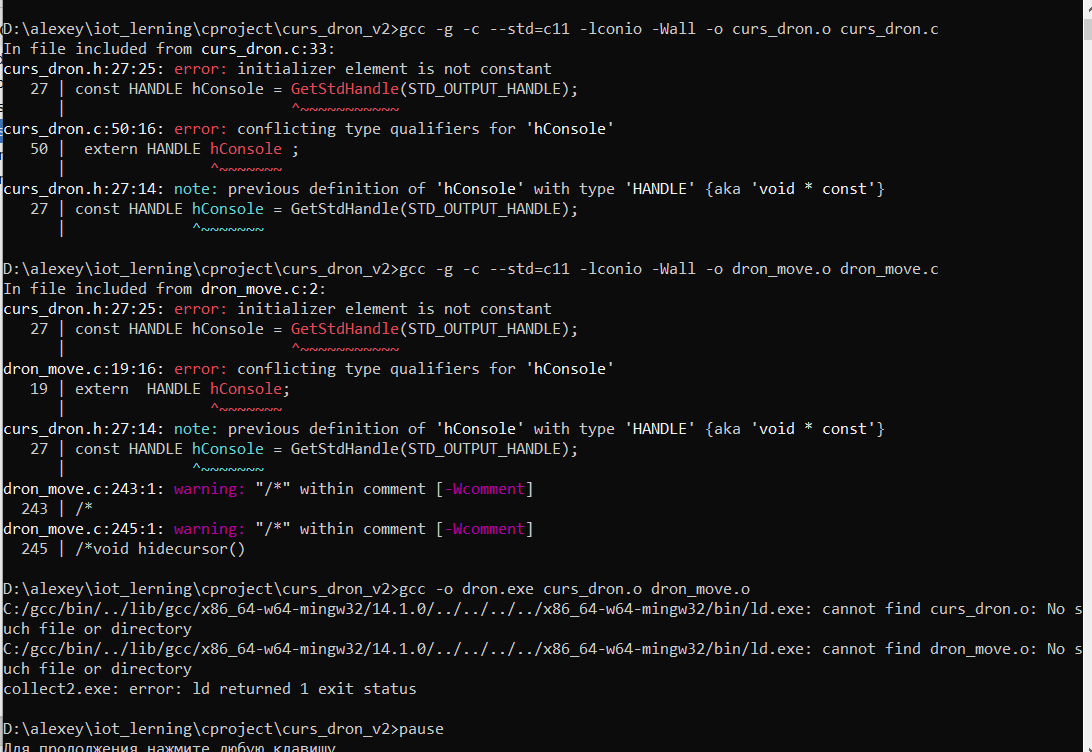 D:\alexey\iot_lerning\cproject\curs_dron_v2>gcc -g -c --std=c11 -lconio -Wall -o curs_dron.o curs_dron.c
In file included from curs_dron.c:33:
curs_dron.h:27:25: error: initializer element is not constant
   27 | const HANDLE hConsole = GetStdHandle(STD_OUTPUT_HANDLE);
      |                         ^~~~~~~~~~~~
curs_dron.c:50:16: error: conflicting type qualifiers for 'hConsole'
   50 |  extern HANDLE hConsole ;
      |                ^~~~~~~~
curs_dron.h:27:14: note: previous definition of 'hConsole' with type 'HANDLE' {aka 'void * const'}
   27 | const HANDLE hConsole = GetStdHandle(STD_OUTPUT_HANDLE);
      |              ^~~~~~~~
D:\alexey\iot_lerning\cproject\curs_dron_v2>gcc -g -c --std=c11 -lconio -Wall -o dron_move.o dron_move.c
In file included from dron_move.c:2:
curs_dron.h:27:25: error: initializer element is not constant
   27 | const HANDLE hConsole = GetStdHandle(STD_OUTPUT_HANDLE);
      |                         ^~~~~~~~~~~~
dron_move.c:19:16: error: conflicting type qualifiers for 'hConsole'
   19 | extern  HANDLE hConsole;
      |                ^~~~~~~~
curs_dron.h:27:14: note: previous definition of 'hConsole' with type 'HANDLE' {aka 'void * const'}
   27 | const HANDLE hConsole = GetStdHandle(STD_OUTPUT_HANDLE);
      |              ^~~~~~~~
dron_move.c:243:1: warning: "/*" within comment [-Wcomment]
  243 | /*
dron_move.c:245:1: warning: "/*" within comment [-Wcomment]
  245 | /*void hidecursor()
D:\alexey\iot_lerning\cproject\curs_dron_v2>gcc -o dron.exe curs_dron.o dron_move.o
C:/gcc/bin/../lib/gcc/x86_64-w64-mingw32/14.1.0/../../../../x86_64-w64-mingw32/bin/ld.exe: cannot find curs_dron.o: No s
uch file or directory
C:/gcc/bin/../lib/gcc/x86_64-w64-mingw32/14.1.0/../../../../x86_64-w64-mingw32/bin/ld.exe: cannot find dron_move.o: No s
uch file or directory
collect2.exe: error: ld returned 1 exit status
D:\alexey\iot_lerning\cproject\curs_dron_v2>pause
Для продолжения нажмите любую клавишу